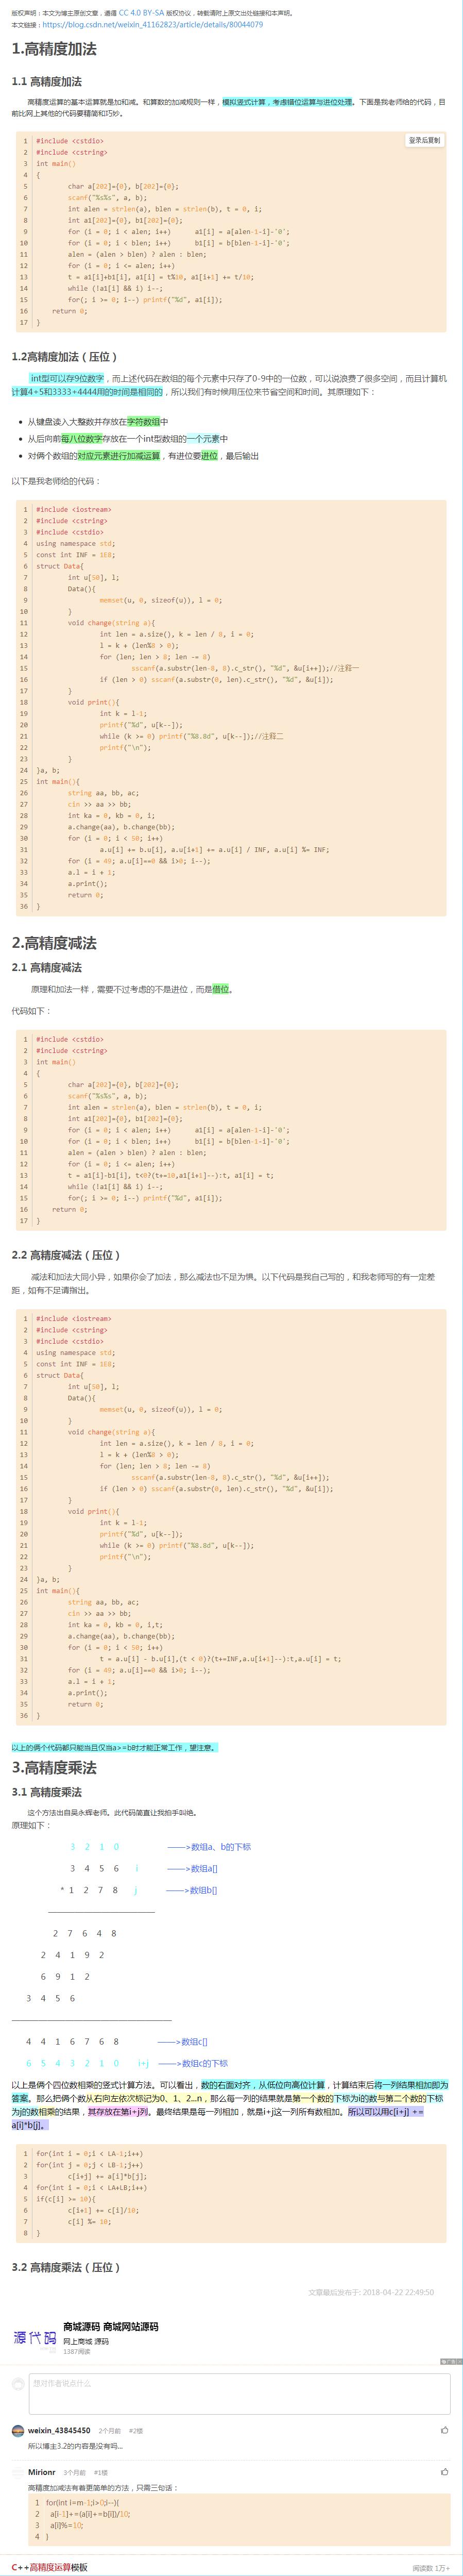 版权声明：本文为博主原创文章，遵循 CC 4.0 BY-SA 版权协议，转载请附上原文出处链接和本声明。
本文链接：https://blog.csdn.net/weixin_41162823/article/details/80044079
1.高精度加法
1.1 高精度加法
高精度运算的基本运算就是加和减。和算数的加减规则一样，模拟竖式计算，考虑错位运算与进位处理。下面是我老师给的代码，目
前比网上其他的代码要精简和巧妙。
登录后复制
1 #include <cstdio>
2 #include <cstring>
3 int main()
4 {
5 char a[202]={0}, b[202]={0};
6 scanf("%s%s", a, b);
7 int alen = strlen(a), blen = strlen(b), t = 0, i;
8 int a1[202]={0}, b1[202]={0};
9 for (i = 0; i < alen; i++) a1[i] = a[alen-1-i]-'0';
10 for (i = 0; i < blen; i++) b1[i] = b[blen-1-i]-'0';
11 alen = (alen > blen) ? alen : blen;
12 for (i = 0; i <= alen; i++)
13 t = a1[i]+b1[i], a1[i] = t%10, a1[i+1] += t/10;
14 while (!a1[i] && i) i--;
15 for(; i >= 0; i--) printf("%d", a1[i]);
16 return 0;
17 }
1.2高精度加法（压位）
int型可以存9位数字，而上述代码在数组的每个元素中只存了0-9中的一位数，可以说浪费了很多空间，而且计算机
计算4+5和3333+4444用的时间是相同的，所以我们有时候用压位来节省空间和时间。其原理如下：
• 从键盘读入大整数并存放在字符数组中
• 从后向前每八位数字存放在一个int型数组的一个元素中
• 对俩个数组的对应元素进行加减运算，有进位要进位，最后输出
以下是我老师给的代码：
1 #include <iostream>
2 #include <cstring>
3 #include <cstdio>
4 using namespace std;
5 const int INF = 1E8;
6 struct Data{
7 int u[50], l;
8 Data(){
9 memset(u, 0, sizeof(u)), l = 0;
10 }
11 void change(string a){
12 int len = a.size(), k = len / 8, i = 0;
13 l = k + (len%8 > 0);
14 for (len; len > 8; len -= 8)
15 sscanf(a.substr(len-8, 8).c_str(), "%d", &u[i++]);//注释一
16 if (len > 0) sscanf(a.substr(0, len).c_str(), "%d", &u[i]);
17 }
18 void print(){
19 int k = l-1;
20 printf("%d", u[k--]);
21 while (k >= 0) printf("%8.8d", u[k--]);//注释二
22 printf("\n");
23 }
24 }a, b;
25 int main(){
26 string aa, bb, ac;
27 cin >> aa >> bb;
28 int ka = 0, kb = 0, i;
29 a.change(aa), b.change(bb);
30 for (i = 0; i < 50; i++)
31 a.u[i] += b.u[i], a.u[i+1] += a.u[i] / INF, a.u[i] %= INF;
32 for (i = 49; a.u[i]==0 && i>0; i--);
33 a.l = i + 1;
34 a.print();
35 return 0;
36 }
2.高精度减法
2.1 高精度减法
原理和加法一样，需要不过考虑的不是进位，而是借位。
代码如下：
1 #include <cstdio>
2 #include <cstring>
3 int main()
4 {
5 char a[202]={0}, b[202]={0};
6 scanf("%s%s", a, b);
7 int alen = strlen(a), blen = strlen(b), t = 0, i;
8 int a1[202]={0}, b1[202]={0};
9 for (i = 0; i < alen; i++) a1[i] = a[alen-1-i]-'0';
10 for (i = 0; i < blen; i++) b1[i] = b[blen-1-i]-'0';
11 alen = (alen > blen) ? alen : blen;
12 for (i = 0; i <= alen; i++)
13 t = a1[i]-b1[i], t<0?(t+=10,a1[i+1]--):t, a1[i] = t;
14 while (!a1[i] && i) i--;
15 for(; i >= 0; i--) printf("%d", a1[i]);
16 return 0;
17 }
2.2 高精度减法（压位）
减法和加法大同小异，如果你会了加法，那么减法也不足为惧。以下代码是我自己写的，和我老师写的有一定差
距，如有不足请指出。
1 #include <iostream>
2 #include <cstring>
3 #include <cstdio>
4 using namespace std;
5 const int INF = 1E8;
6 struct Data{
7 int u[50], l;
8 Data(){
9 memset(u, 0, sizeof(u)), l = 0;
10 }
11 void change(string a){
12 int len = a.size(), k = len / 8, i = 0;
13 l = k + (len%8 > 0);
14 for (len; len > 8; len -= 8)
15 sscanf(a.substr(len-8, 8).c_str(), "%d", &u[i++]);
16 if (len > 0) sscanf(a.substr(0, len).c_str(), "%d", &u[i]);
17 }
18 void print(){
19 int k = l-1;
20 printf("%d", u[k--]);
21 while (k >= 0) printf("%8.8d", u[k--]);
22 printf("\n");
23 }
24 }a, b;
25 int main(){
26 string aa, bb, ac;
27 cin >> aa >> bb;
28 int ka = 0, kb = 0, i,t;
29 a.change(aa), b.change(bb);
30 for (i = 0; i < 50; i++)
31 t = a.u[i] - b.u[i],(t < 0)?(t+=INF,a.u[i+1]--):t,a.u[i] = t;
32 for (i = 49; a.u[i]==0 && i>0; i--);
33 a.l = i + 1;
34 a.print();
35 return 0;
36 }
以上的俩个代码都只能当且仅当a>=b时才能正常工作，望注意。
3.高精度乘法
3.1 高精度乘法
这个方法出自吴永辉老师。此代码简直让我拍手叫绝。
原理如下：
3 2 1 0 ——>数组a、b的下标
3 4 5 6 i ——>数组a[]
* 1 2 7 8 j ——>数组b[]
2 7 6 4 8
2 4 1 9 2
6 9 1 2
3 4 5 6
4 4 1 6 7 6 8 ——>数组c[]
6 5 4 3 2 1 0 i+j ——>数组c的下标
以上是俩个四位数相乘的竖式计算方法。可以看出，数的右面对齐，从低位向高位计算，计算结束后将一列结果相加即为
答案。那么把俩个数从右向左依次标记为0、1、2...n，那么每一列的结果就是第一个数的下标为i的数与第二个数的下标
为j的数相乘的结果，其存放在第i+j列。最终结果是每一列相加，就是i+j这一列所有数相加。所以可以用c[i+j] +=
a[i]*b[j]。
1 for(int i = 0;i < LA-1;i++)
2 for(int j = 0;j < LB-1;j++)
3 c[i+j] += a[i]*b[j];
4 for(int i = 0;i < LA+LB;i++)
5 if(c[i] >= 10){
6 c[i+1] += c[i]/10;
7 c[i] %= 10;
8 }
3.2 高精度乘法（压位）
文章最后发布于: 2018-04-22 22:49:50
源代码
商城源码 商城网站源码
网上商城 源码
1387阅读
广告
想对作者说点什么
weixin_43845450 2个月前 #2楼
所以博主3.2的内容是没有吗...
Mirionr 3个月前 #1楼
高精度加减法有着更简单的方法，只需三句话：
1 for(int i=m-1;i>0;i--){
2 a[i-1]+=(a[i]+=b[i])/10;
3 a[i]%=10;
4 }
C++高精度运算模板
阅读数 1万+